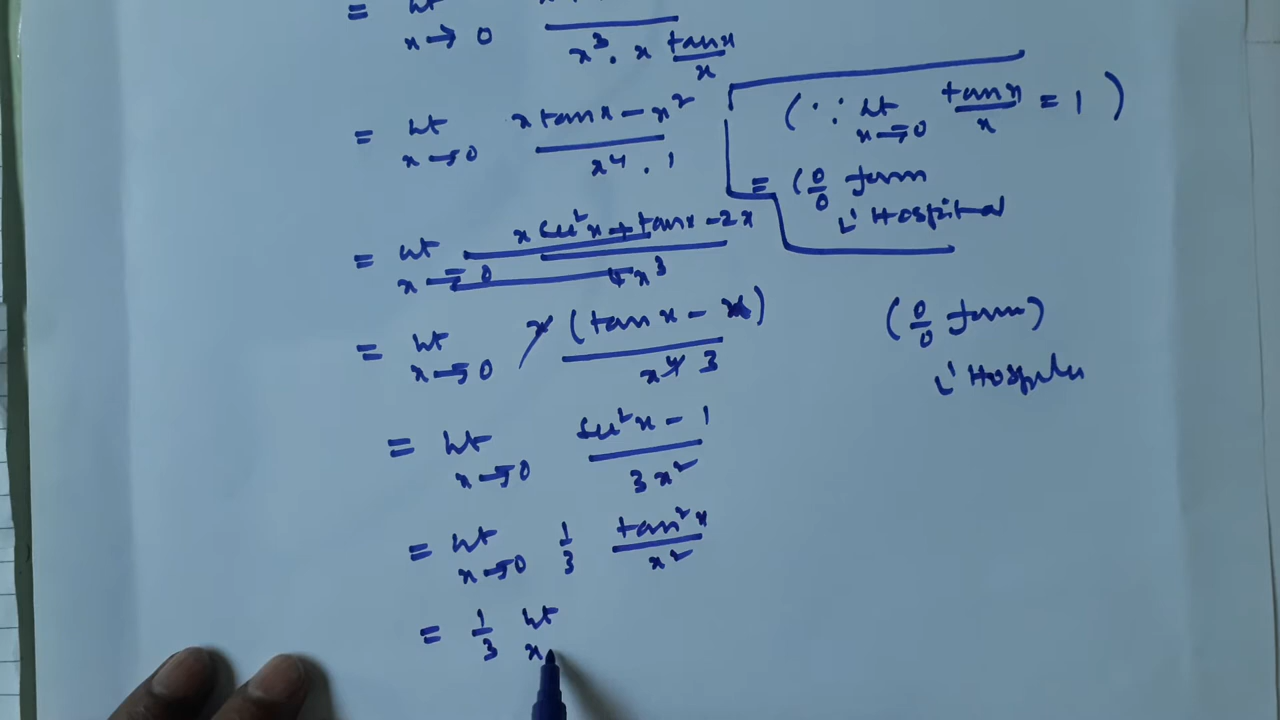 = Lt x→0 x³ · x tanx/x
= Lt x→0 (x tanx − x²)/(x⁴ · 1) (∵ Lt x→0 tanx/x = 1)
= (0/0 form
L' Hospital
= Lt x→0 (x sec²x + tanx − 2x)/(4x³)
= Lt x→0 x (tanx − x)/(x⁴ 3) (0/0 form)
L' Hospital
= Lt x→0 (sec²x − 1)/(3x²)
= Lt x→0 1/3 tan²x/x²
= 1/3 Lt x